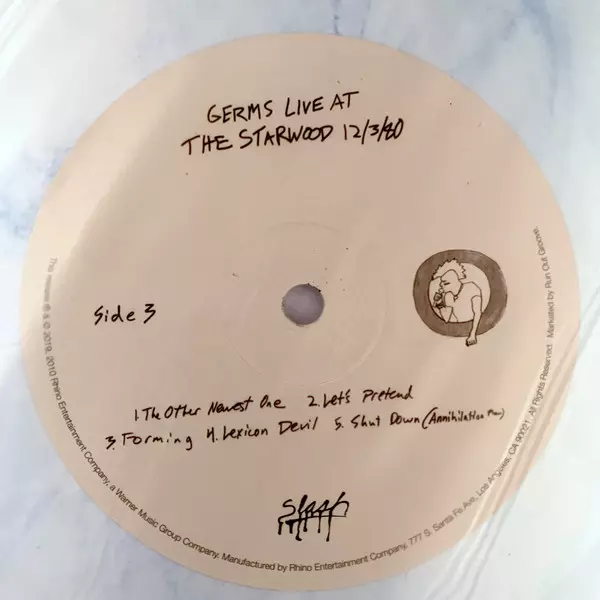 GERMS LIVE AT
THE STARWOOD 12/3/80
Side 3
1. The Other Newest One 2. Let's Pretend
3. Forming 4. Lexicon Devil 5. Shut Down (Annihilation Man)
slash
This release ℗ & © 2019, 2010 Rhino Entertainment Company, a Warner Music Group Company. Manufactured by Rhino Entertainment Company, 777 S. Santa Fe Ave, Los Angeles, CA 90021. All Rights Reserved. Marketed by Run Out Groove.